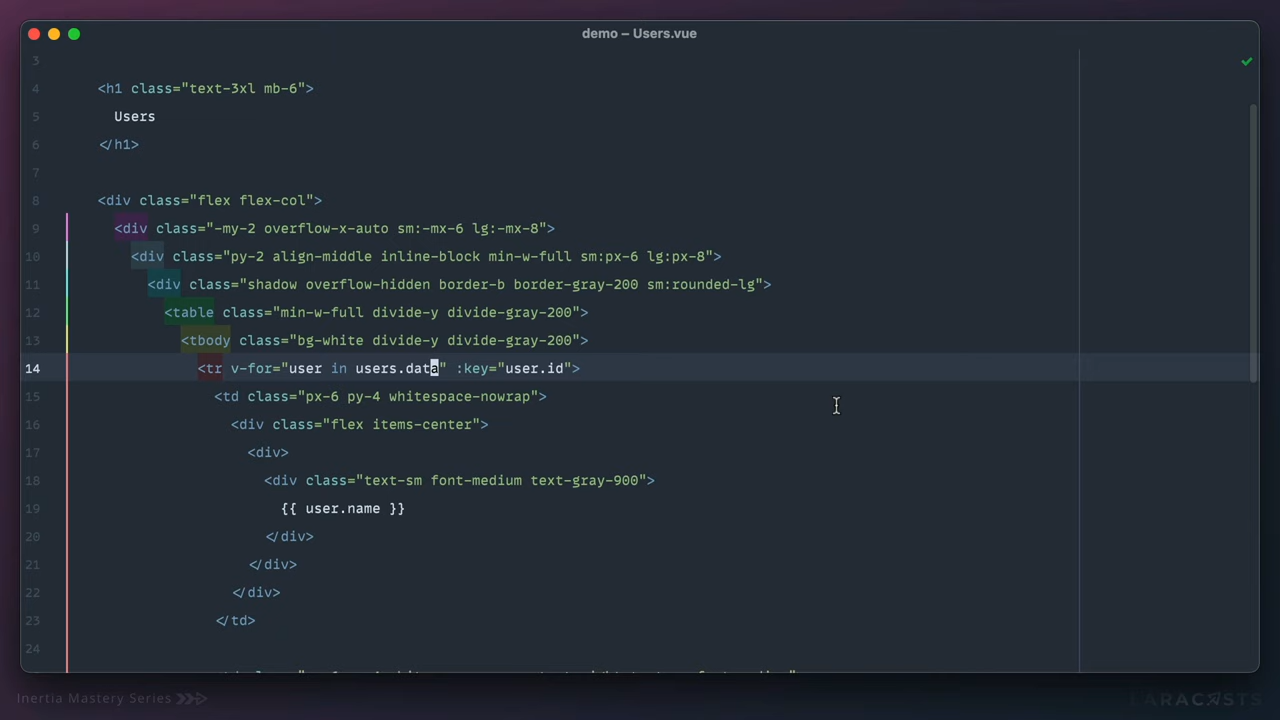 demo – Users.vue
3
4 <h1 class="text-3xl mb-6">
5 Users
6 </h1>
7
8 <div class="flex flex-col">
9 <div class="-my-2 overflow-x-auto sm:-mx-6 lg:-mx-8">
10 <div class="py-2 align-middle inline-block min-w-full sm:px-6 lg:px-8">
11 <div class="shadow overflow-hidden border-b border-gray-200 sm:rounded-lg">
12 <table class="min-w-full divide-y divide-gray-200">
13 <tbody class="bg-white divide-y divide-gray-200">
14 <tr v-for="user in users.data" :key="user.id">
15 <td class="px-6 py-4 whitespace-nowrap">
16 <div class="flex items-center">
17 <div>
18 <div class="text-sm font-medium text-gray-900">
19 {{ user.name }}
20 </div>
21 </div>
22 </div>
23 </td>
24
Inertia Mastery Series